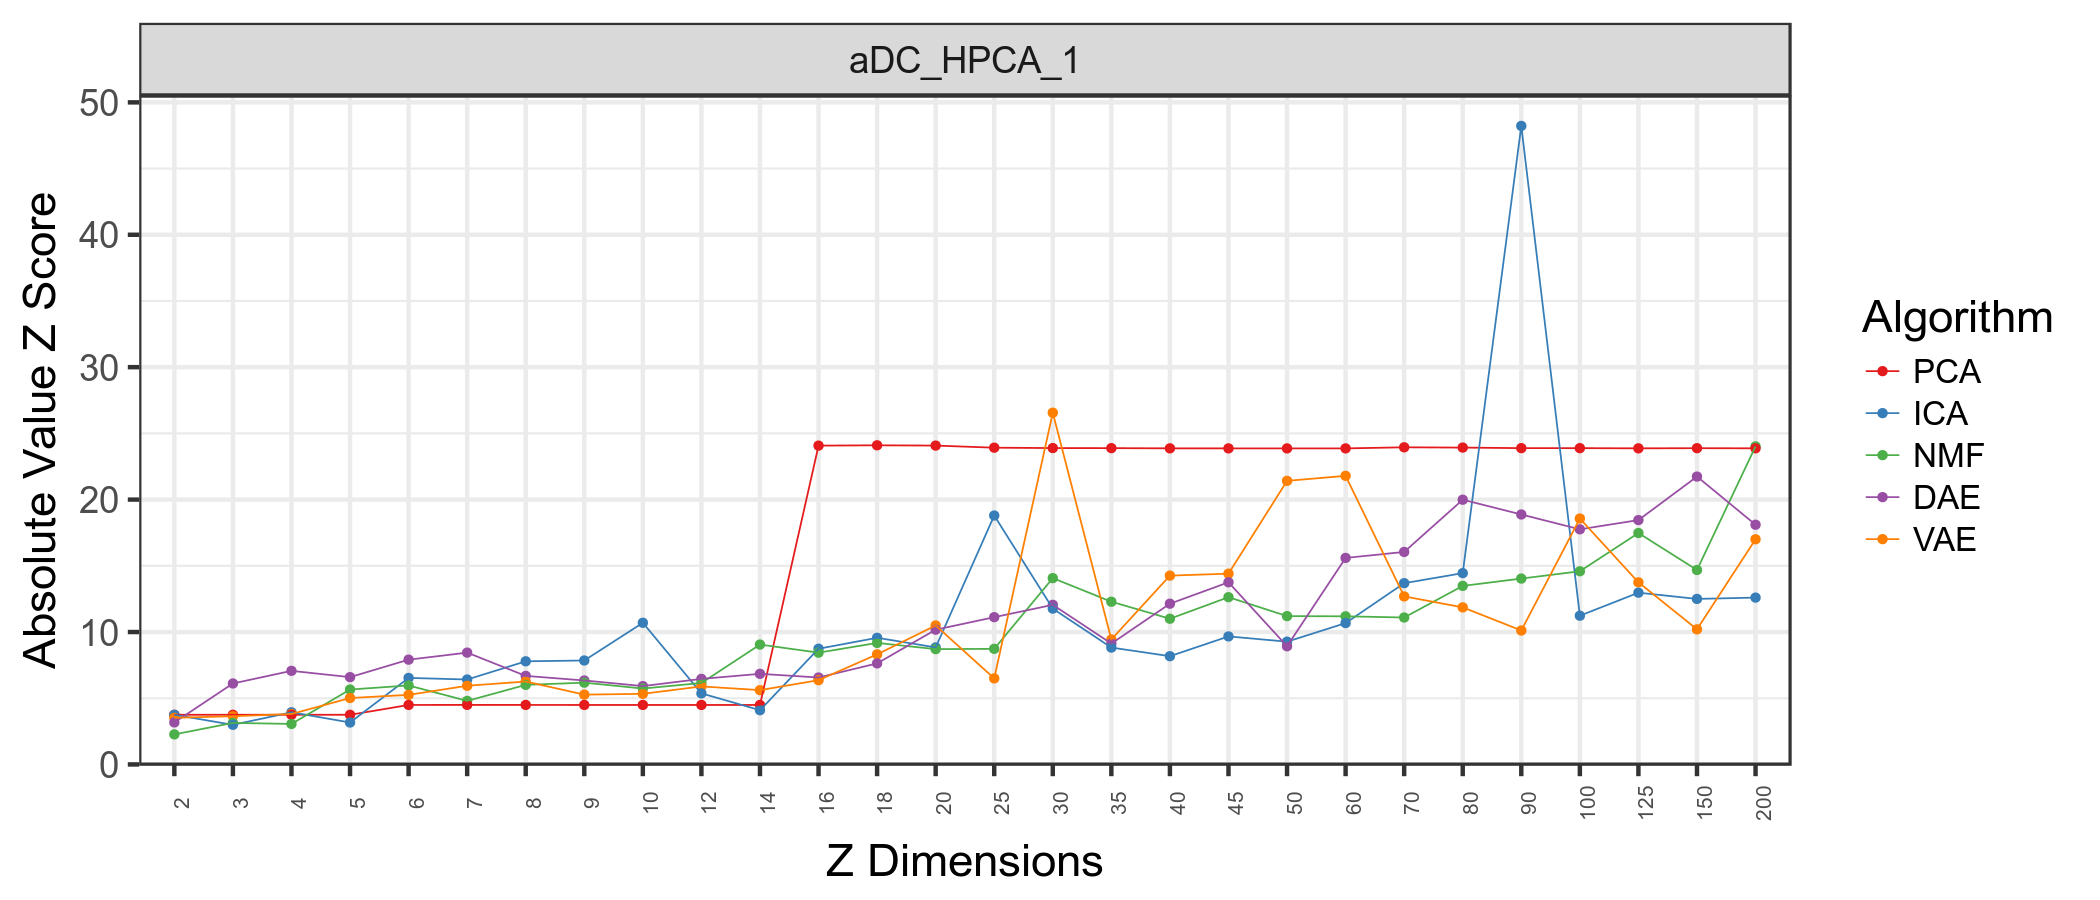 aDC_HPCA_1
50
40
30
20
10
0
Absolute Value Z Score
2 3 4 5 6 7 8 9 10 12 14 16 18 20 25 30 35 40 45 50 60 70 80 90 100 125 150 200
Z Dimensions
Algorithm
PCA
ICA
NMF
DAE
VAE